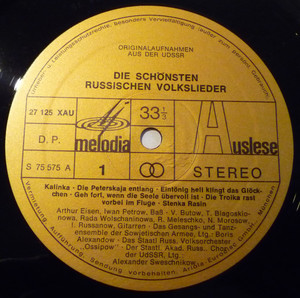 ORIGINALAUFNAHMEN
AUS DER UDSSR
DIE SCHÖNSTEN
RUSSISCHEN VOLKSLIEDER
27 125 XAU
33 1/3
D. P.
melodia
Auslese
S 75 575 A
1
STEREO
Kalinka - Die Peterskaja entlang - Eintönig hell klingt das Glöck-
chen - Geh fort, wenn die Seele übervoll ist - Die Troika rast
vorbei im Fluge - Stenka Rasin
Arthur Eisen, Iwan Petrow, Baß - V. Butow, T. Blagosklo-
nowa, Rada Wolschaninowa, R. Meleschko, N. Morosow,
I. Russanow, Gitarren - Das Gesangs- und Tanz-
ensemble der Sowjetischen Armee, Ltg. Boris
Alexandow - Das Staatl. Russ. Volksorchester
"Ossipow" - Der Staatl. Akad. Russ. Chor
der UdSSR, Ltg.
Alexander Sweschnikow